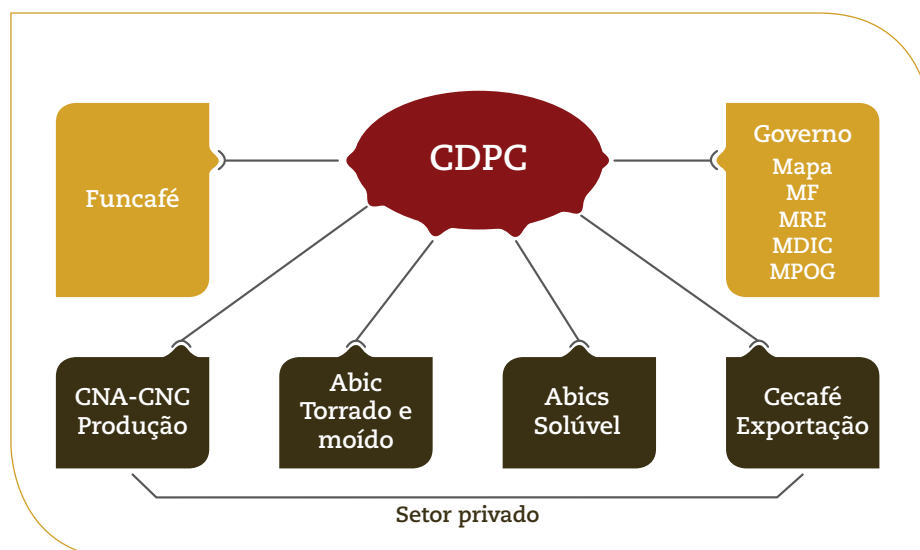 CDPC
Funcafé
Governo
Mapa
MF
MRE
MDIC
MPOG
CNA-CNC
Produção
Abic
Torrado e
moído
Abics
Solúvel
Cecafé
Exportação
Setor privado